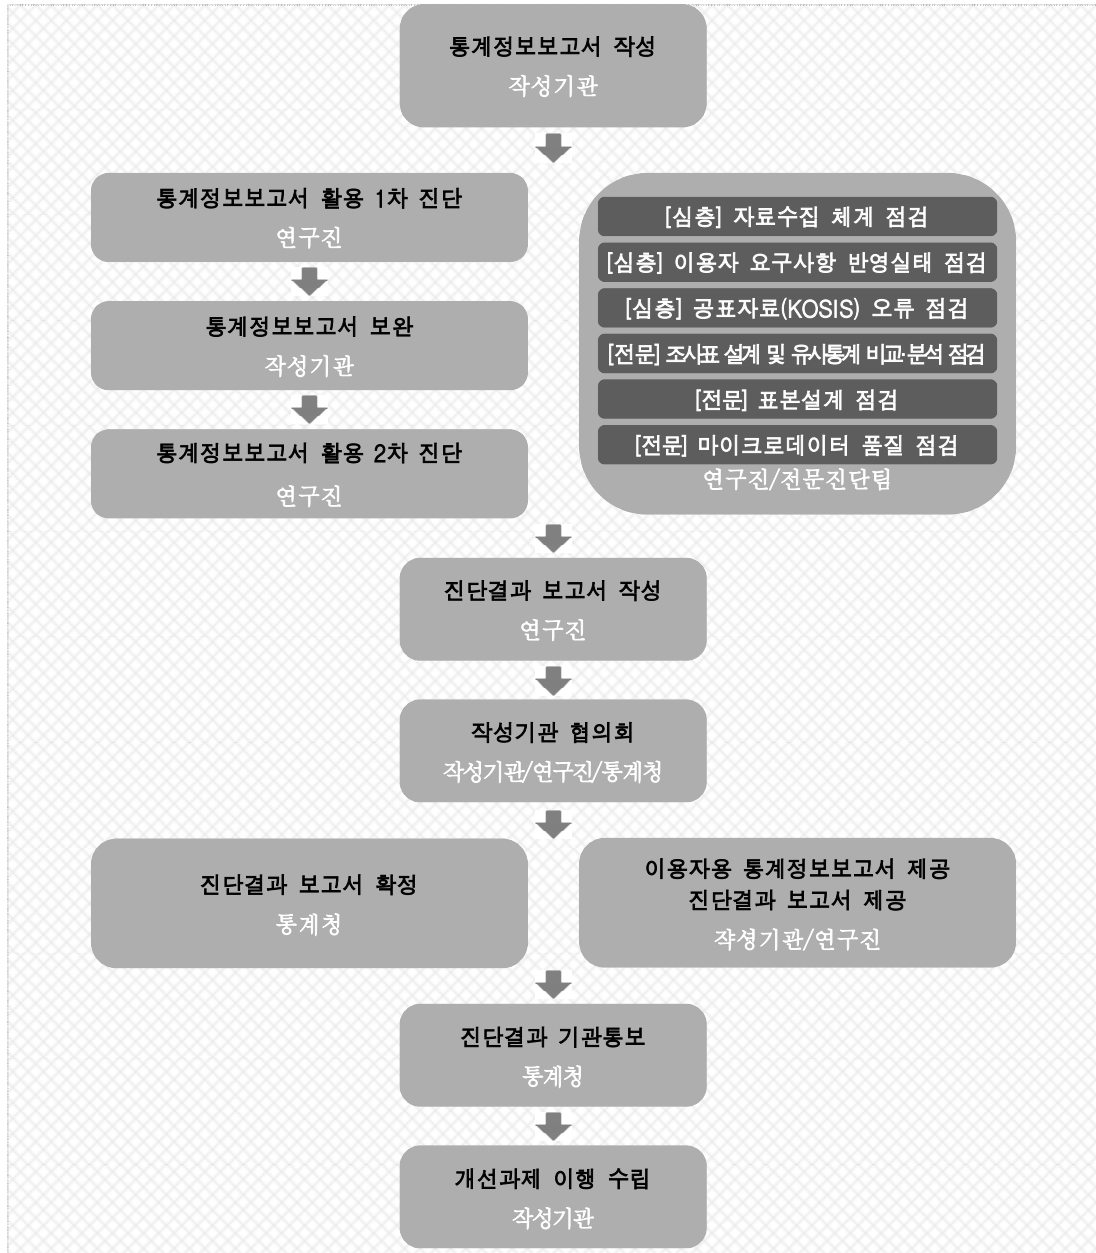 통계정보보고서 작성
작성기관
통계정보보고서 활용 1차 진단
연구진
통계정보보고서 보완
작성기관
통계정보보고서 활용 2차 진단
연구진
[심층] 자료수집 체계 점검
[심층] 이용자 요구사항 반영실태 점검
[심층] 공표자료(KOSIS) 오류 점검
[전문] 조사표 설계 및 유사통계 비교·분석 점검
[전문] 표본설계 점검
[전문] 마이크로데이터 품질 점검
연구진/전문진단팀
진단결과 보고서 작성
연구진
작성기관 협의회
작성기관/연구진/통계청
진단결과 보고서 확정
통계청
이용자용 통계정보보고서 제공
진단결과 보고서 제공
작성기관/연구진
진단결과 기관통보
통계청
개선과제 이행 수립
작성기관